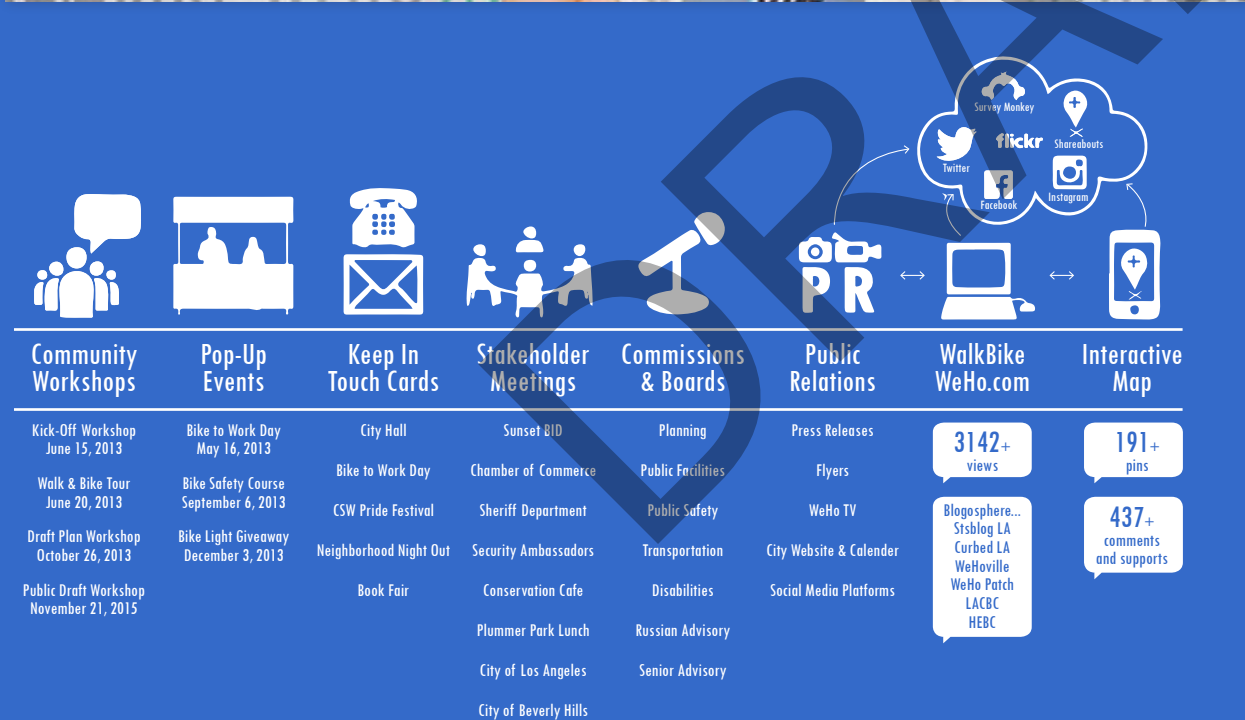 Survey Monkey
Twitter
flickr
Shareabouts
Facebook
Instagram
PR
Community
Workshops
Kick-Off Workshop
June 15, 2013
Walk & Bike Tour
June 20, 2013
Draft Plan Workshop
October 26, 2013
Public Draft Workshop
November 21, 2015
Pop-Up
Events
Bike to Work Day
May 16, 2013
Bike Safety Course
September 6, 2013
Bike Light Giveaway
December 3, 2013
Keep In
Touch Cards
City Hall
Bike to Work Day
CSW Pride Festival
Neighborhood Night Out
Book Fair
Stakeholder
Meetings
Sunset BID
Chamber of Commerce
Sheriff Department
Security Ambassadors
Conservation Cafe
Plummer Park Lunch
City of Los Angeles
City of Beverly Hills
Commissions
& Boards
Planning
Public Facilities
Public Safety
Transportation
Disabilities
Russian Advisory
Senior Advisory
Public
Relations
Press Releases
Flyers
WeHo TV
City Website & Calender
Social Media Platforms
WalkBike
WeHo.com
3142+
views
Blogosphere...
Stsblog LA
Curbed LA
WeHoville
WeHo Patch
LACBC
HEBC
Interactive
Map
191+
pins
437+
comments
and supports